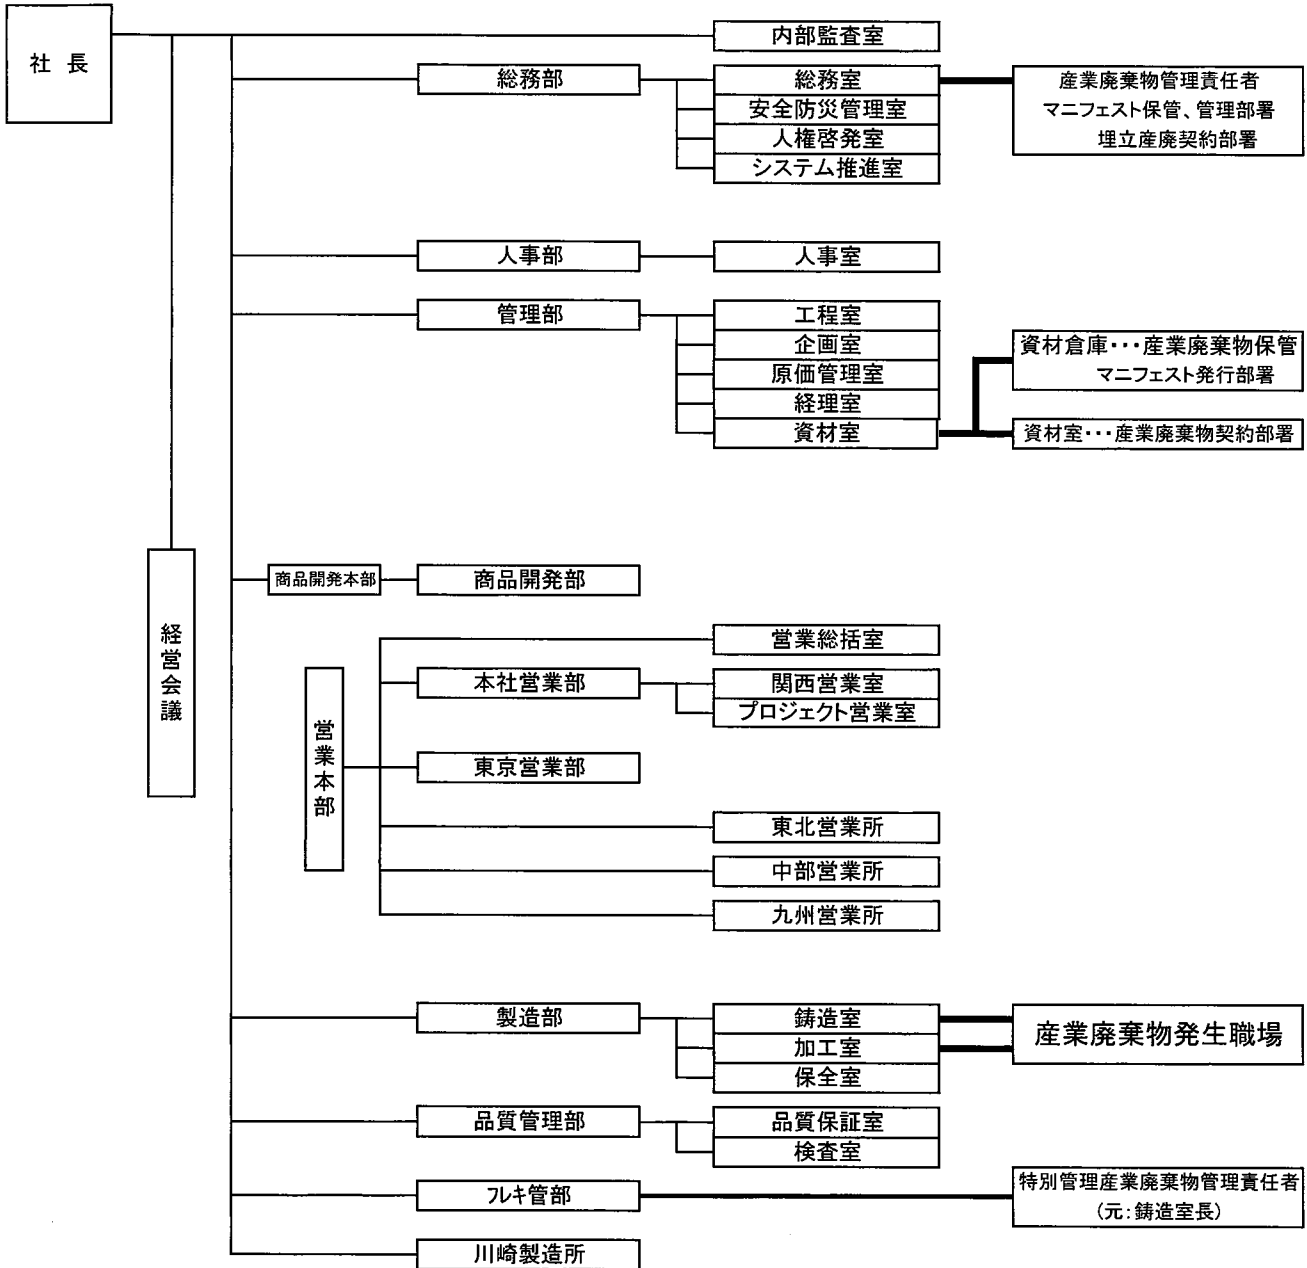 社 長
内部監査室
総務部
総務室
安全防災管理室
人権啓発室
システム推進室
産業廃棄物管理責任者
マニフェスト保管、管理部署
埋立産廃契約部署
人事部
人事室
管理部
工程室
企画室
原価管理室
経理室
資材室
資材倉庫･･･産業廃棄物保管
マニフェスト発行部署
資材室･･･産業廃棄物契約部署
経営会議
商品開発本部
商品開発部
営業本部
営業総括室
本社営業部
関西営業室
プロジェクト営業室
東京営業部
東北営業所
中部営業所
九州営業所
製造部
鋳造室
加工室
保全室
産業廃棄物発生職場
品質管理部
品質保証室
検査室
フレキ管部
特別管理産業廃棄物管理責任者
(元:鋳造室長)
川崎製造所